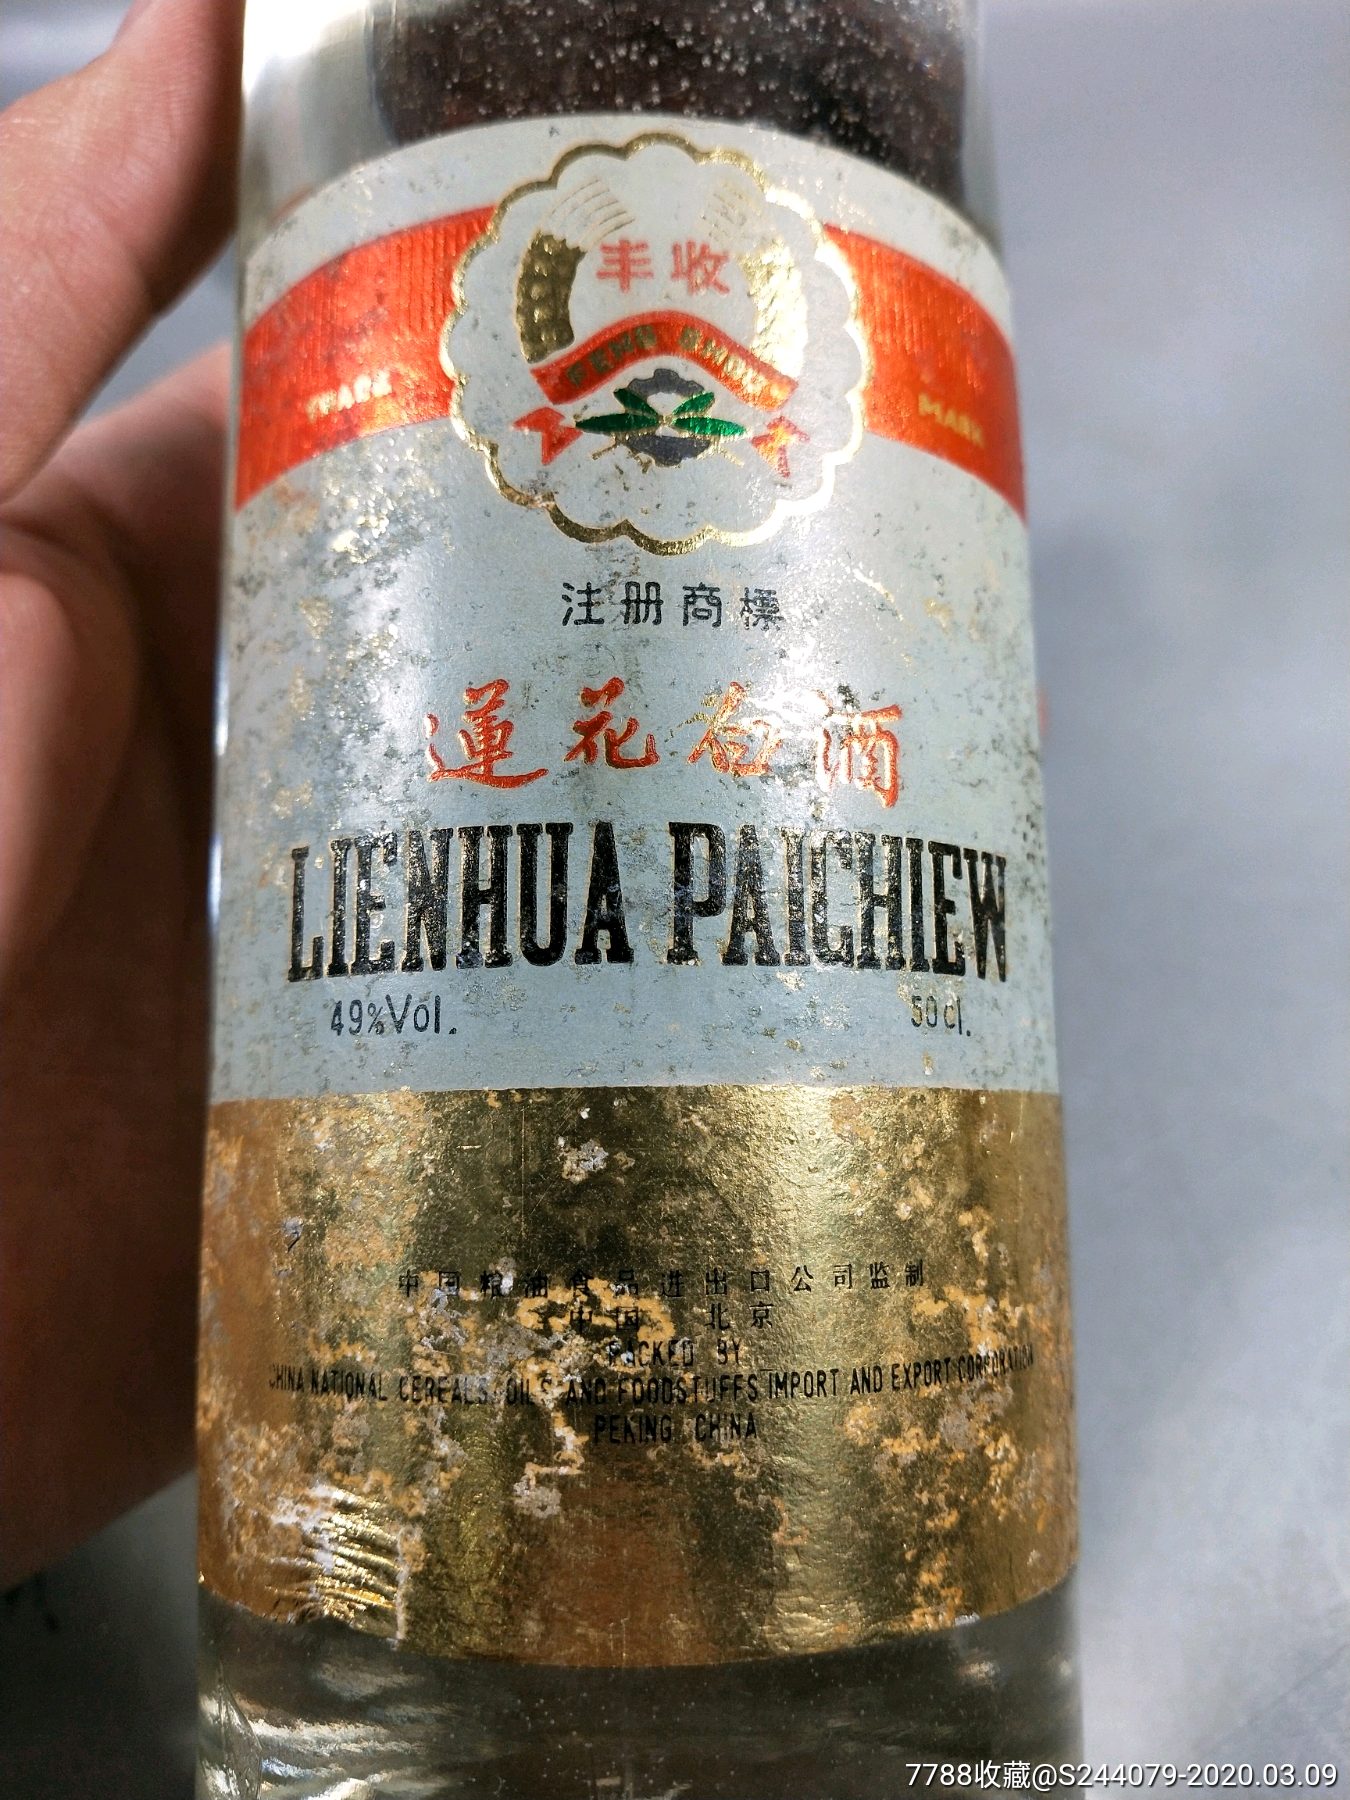 丰收
FENG SHOU
TRADE MARK
注册商標
蓮花白酒
LIENHUA PAICHIEW
49%Vol. 50cl.
中国粮油食品进出口公司监制
中国 北京
PACKED BY
CHINA NATIONAL CEREALS, OILS AND FOODSTUFFS IMPORT AND EXPORT CORPORATION
PEKING CHINA
7788收藏@S244079-2020.03.09